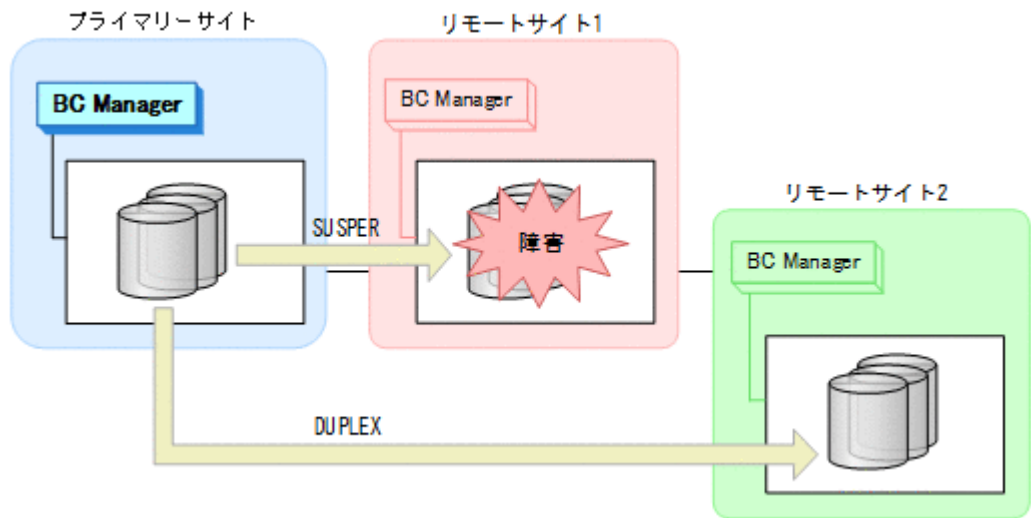 プライマリーサイト
リモートサイト1
BC Manager
BC Manager
リモートサイト2
SUSPER
障害
BC Manager
DUPLEX